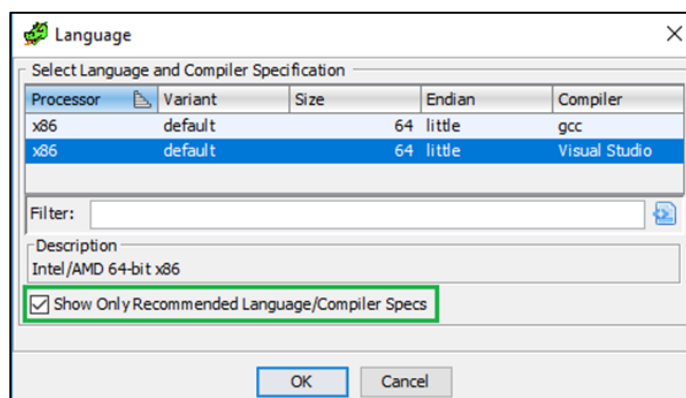 Language
Select Language and Compiler Specification
Processor Variant Size Endian Compiler
x86 default 64 little gcc
x86 default 64 little Visual Studio
Filter:
Description
Intel/AMD 64-bit x86
Show Only Recommended Language/Compiler Specs
OK Cancel